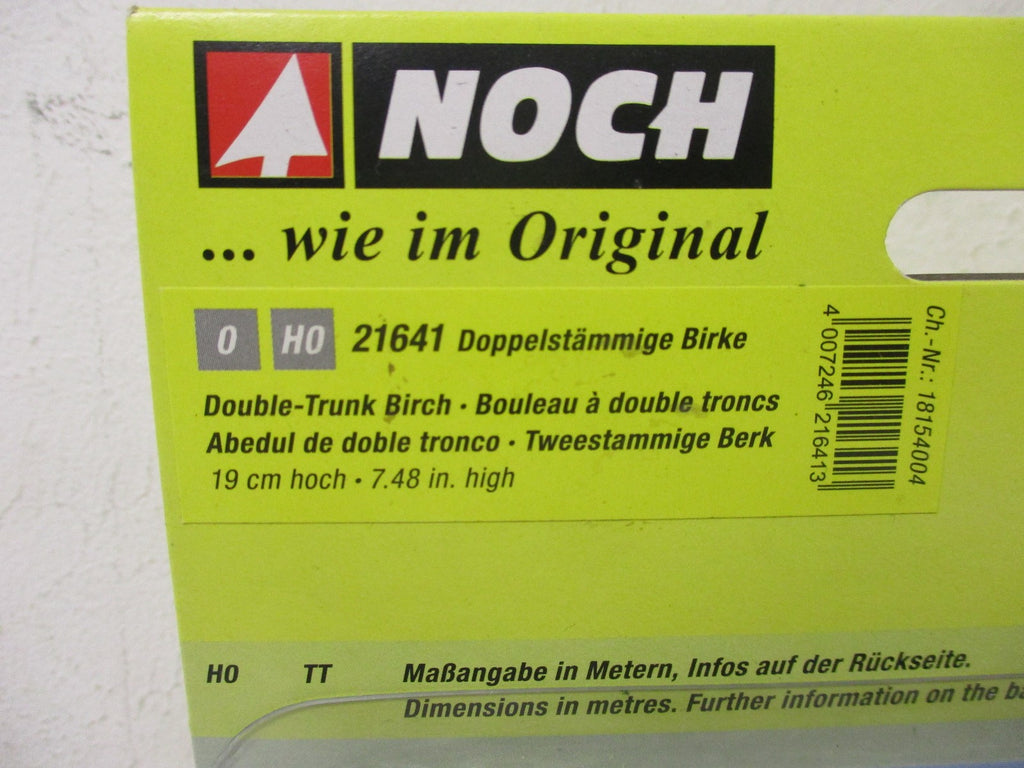 NOCH
... wie im Original
0 H0 21641 Doppelstämmige Birke
Double-Trunk Birch · Bouleau à double troncs
Abedul de doble tronco · Tweestammige Berk
19 cm hoch · 7.48 in. high
4 007246 216413
Ch.-Nr.: 18154004
H0 TT Maßangabe in Metern, Infos auf der Rückseite.
Dimensions in metres. Further information on the